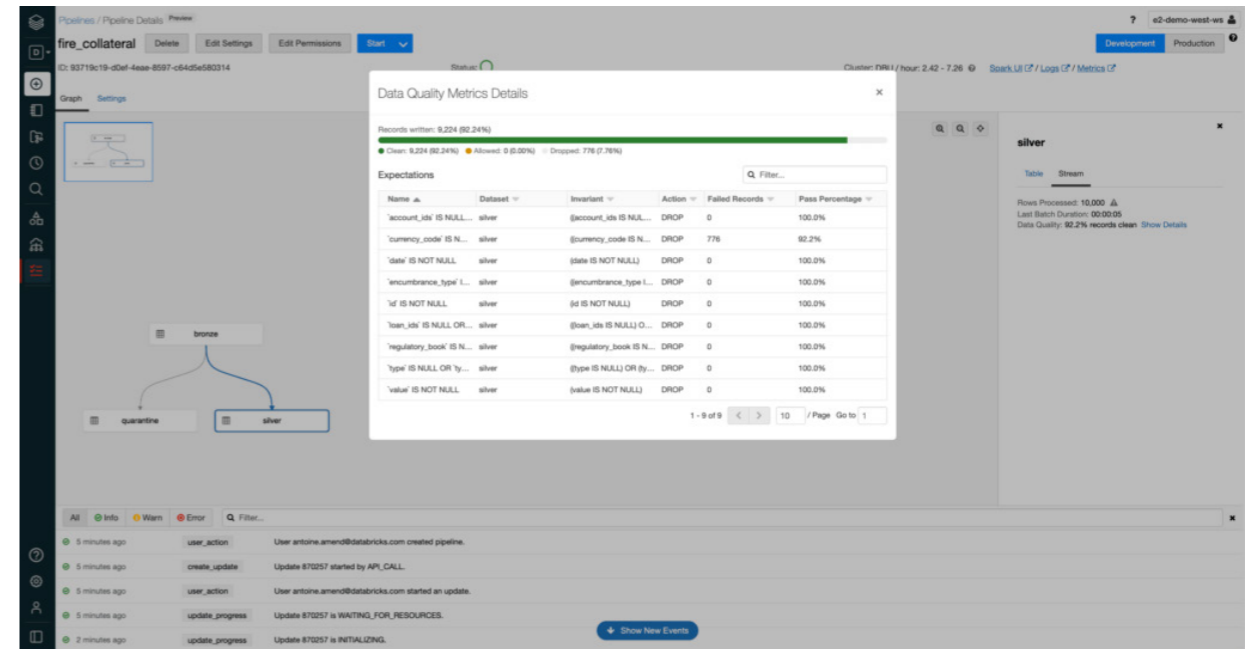 Pipelines / Pipeline Details Preview
? e2-demo-west-ws
fire_collateral Delete Edit Settings Edit Permissions Start
Development Production
ID: 93719c19-d0ef-4eae-8597-c64d5e580314
Status:
Cluster: DBU / hour: 2.42 - 7.26 Spark UI / Logs / Metrics
Graph Settings
Data Quality Metrics Details
Records written: 9,224 (92.24%)
Clean: 9,224 (92.24%) Allowed: 0 (0.00%) Dropped: 776 (7.76%)
Expectations Filter...
Name Dataset Invariant Action Failed Records Pass Percentage
`account_ids` IS NULL... silver ((account_ids IS NUL... DROP 0 100.0%
`currency_code` IS N... silver ((currency_code IS N... DROP 776 92.2%
`date` IS NOT NULL silver (date IS NOT NULL) DROP 0 100.0%
`encumbrance_type` I... silver ((encumbrance_type I... DROP 0 100.0%
`id` IS NOT NULL silver (id IS NOT NULL) DROP 0 100.0%
`loan_ids` IS NULL OR... silver ((loan_ids IS NULL) O... DROP 0 100.0%
`regulatory_book` IS N... silver ((regulatory_book IS N... DROP 0 100.0%
`type` IS NULL OR `ty... silver ((type IS NULL) OR (ty... DROP 0 100.0%
`value` IS NOT NULL silver (value IS NOT NULL) DROP 0 100.0%
1 - 9 of 9 10 / Page Go to 1
silver
Table Stream
Rows Processed: 10,000
Last Batch Duration: 00:00:05
Data Quality: 92.2% records clean Show Details
bronze
quarantine
silver
All Info Warn Error Filter...
5 minutes ago user_action User antoine.amend@databricks.com created pipeline.
5 minutes ago create_update Update 870257 started by API_CALL.
5 minutes ago user_action User antoine.amend@databricks.com started an update.
5 minutes ago update_progress Update 870257 is WAITING_FOR_RESOURCES.
2 minutes ago update_progress Update 870257 is INITIALIZING.
Show New Events